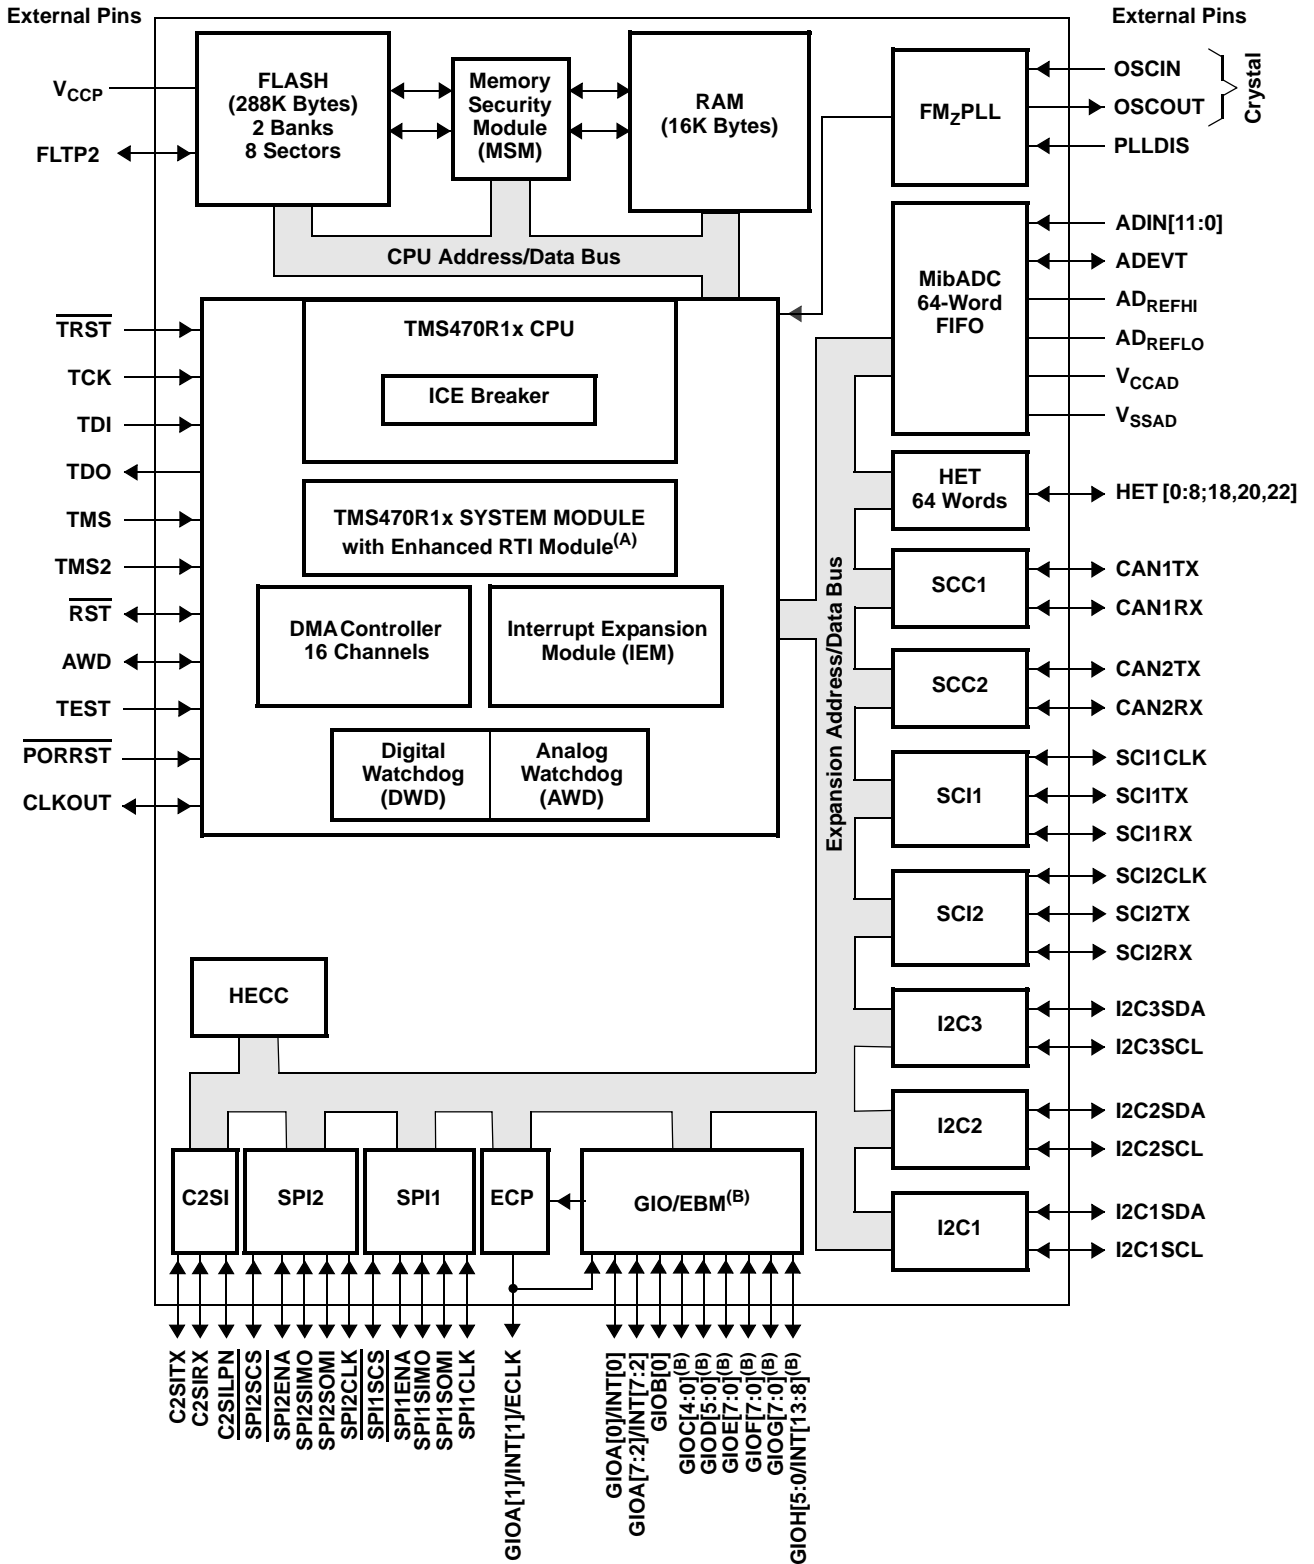 External Pins
External Pins
FLASH
(288K Bytes)
2 Banks
8 Sectors
Memory
Security
Module
(MSM)
RAM
(16K Bytes)
FMZPLL
VCCP
FLTP2
OSCIN
OSCOUT
PLLDIS
Crystal
CPU Address/Data Bus
MibADC
64-Word
FIFO
ADIN[11:0]
ADEVT
ADREFHI
ADREFLO
VCCAD
VSSAD
TRST
TCK
TDI
TDO
TMS
TMS2
RST
AWD
TEST
PORRST
CLKOUT
TMS470R1x CPU
ICE Breaker
TMS470R1x SYSTEM MODULE
with Enhanced RTI Module(A)
DMA Controller
16 Channels
Interrupt Expansion
Module (IEM)
Digital
Watchdog
(DWD)
Analog
Watchdog
(AWD)
Expansion Address/Data Bus
HET
64 Words
HET [0:8;18,20,22]
SCC1
CAN1TX
CAN1RX
SCC2
CAN2TX
CAN2RX
SCI1
SCI1CLK
SCI1TX
SCI1RX
SCI2
SCI2CLK
SCI2TX
SCI2RX
I2C3
I2C3SDA
I2C3SCL
I2C2
I2C2SDA
I2C2SCL
I2C1
I2C1SDA
I2C1SCL
HECC
C2SI
SPI2
SPI1
ECP
GIO/EBM(B)
C2SITX
C2SIRX
C2SILPN
SPI2SCS
SPI2ENA
SPI2SIMO
SPI2SOMI
SPI2CLK
SPI1SCS
SPI1ENA
SPI1SIMO
SPI1SOMI
SPI1CLK
GIOA[1]/INT[1]/ECLK
GIOA[0]/INT[0]
GIOA[7:2]/INT[7:2]
GIOB[0]
GIOC[4:0](B)
GIOD[5:0](B)
GIOE[7:0](B)
GIOF[7:0](B)
GIOG[7:0](B)
GIOH[5:0/INT[13:8](B)